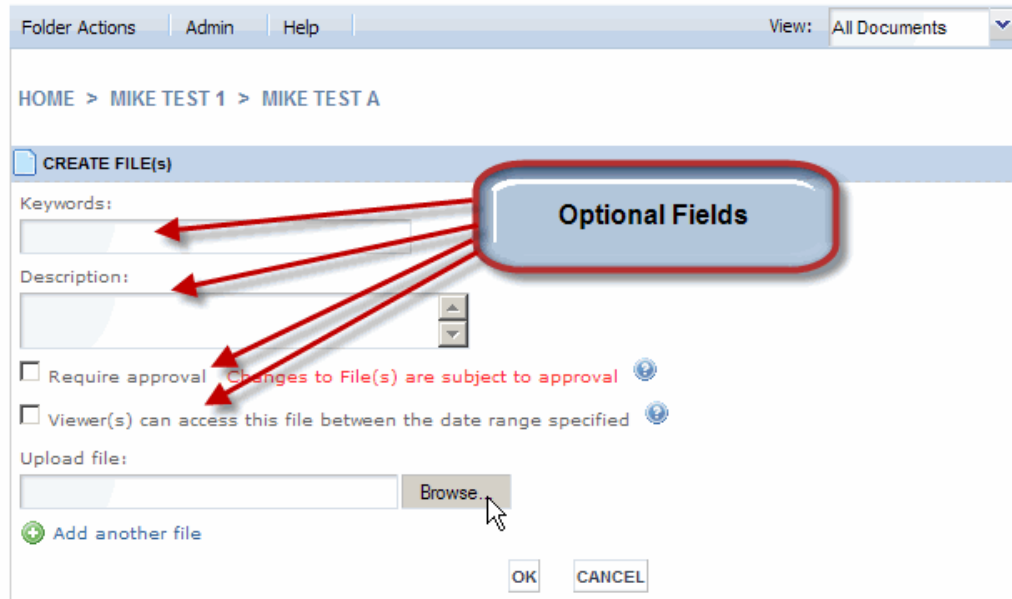 Folder Actions Admin Help View: All Documents
HOME > MIKE TEST 1 > MIKE TEST A
CREATE FILE(s)
Optional Fields
Keywords:
Description:
Require approval Changes to File(s) are subject to approval
Viewer(s) can access this file between the date range specified
Upload file:
Browse...
Add another file
OK CANCEL